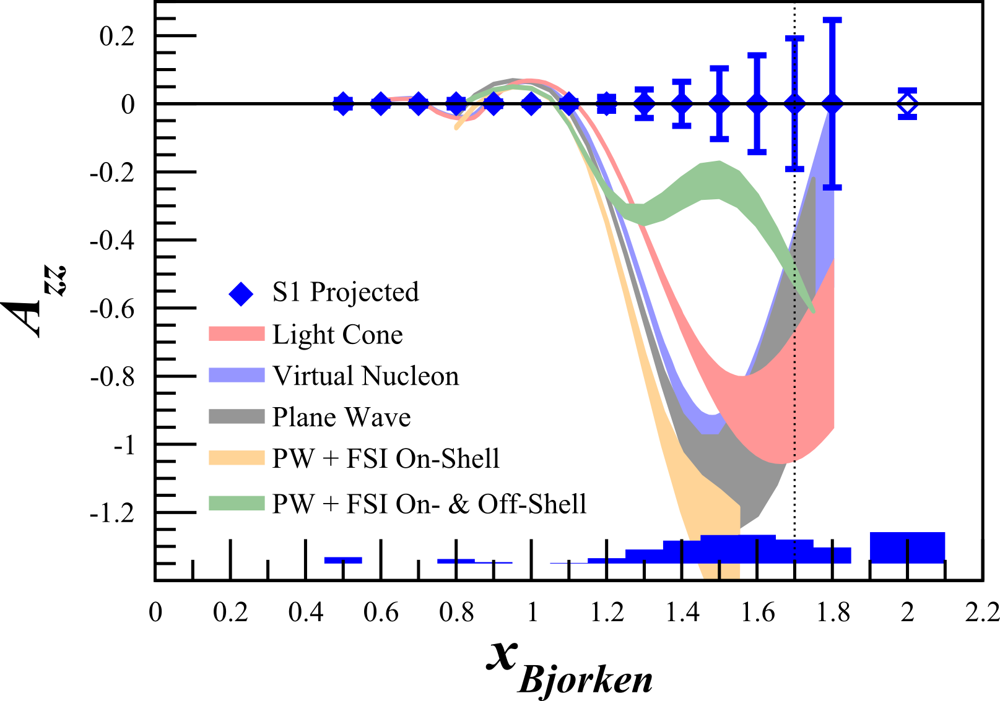 0.2
0
-0.2
-0.4
-0.6
-0.8
-1
-1.2
A zz
S1 Projected
Light Cone
Virtual Nucleon
Plane Wave
PW + FSI On-Shell
PW + FSI On- & Off-Shell
0 0.2 0.4 0.6 0.8 1 1.2 1.4 1.6 1.8 2 2.2
x Bjorken